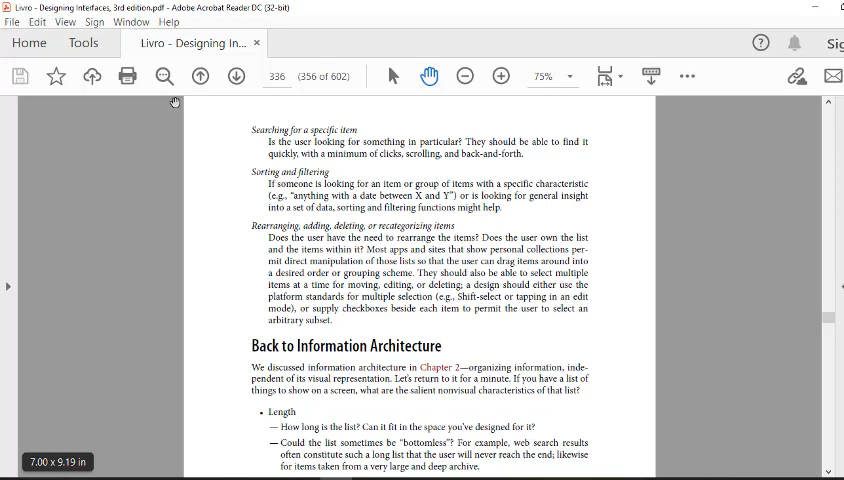 Livro - Designing Interfaces, 3rd edition.pdf - Adobe Acrobat Reader DC (32-bit)
File Edit View Sign Window Help
Home Tools Livro - Designing In... ×
336 (356 of 602) 75%
Searching for a specific item
Is the user looking for something in particular? They should be able to find it
quickly, with a minimum of clicks, scrolling, and back-and-forth.
Sorting and filtering
If someone is looking for an item or group of items with a specific characteristic
(e.g., “anything with a date between X and Y”) or is looking for general insight
into a set of data, sorting and filtering functions might help.
Rearranging, adding, deleting, or recategorizing items
Does the user have the need to rearrange the items? Does the user own the list
and the items within it? Most apps and sites that show personal collections per-
mit direct manipulation of those lists so that the user can drag items around into
a desired order or grouping scheme. They should also be able to select multiple
items at a time for moving, editing, or deleting; a design should either use the
platform standards for multiple selection (e.g., Shift-select or tapping in an edit
mode), or supply checkboxes beside each item to permit the user to select an
arbitrary subset.
Back to Information Architecture
We discussed information architecture in Chapter 2—organizing information, inde-
pendent of its visual representation. Let’s return to it for a minute. If you have a list of
things to show on a screen, what are the salient nonvisual characteristics of that list?
• Length
— How long is the list? Can it fit in the space you’ve designed for it?
— Could the list sometimes be “bottomless”? For example, web search results
often constitute such a long list that the user will never reach the end; likewise
for items taken from a very large and deep archive.
7.00 x 9.19 in